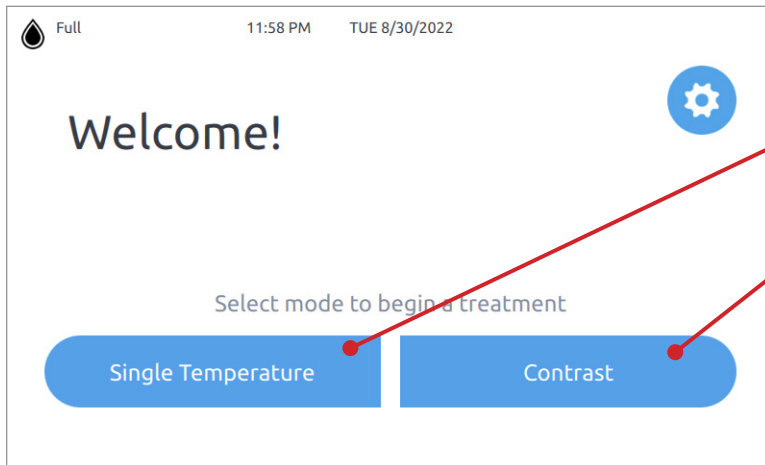 Full 11:58 PM TUE 8/30/2022
Welcome!
Select mode to begin a treatment
Single Temperature Contrast